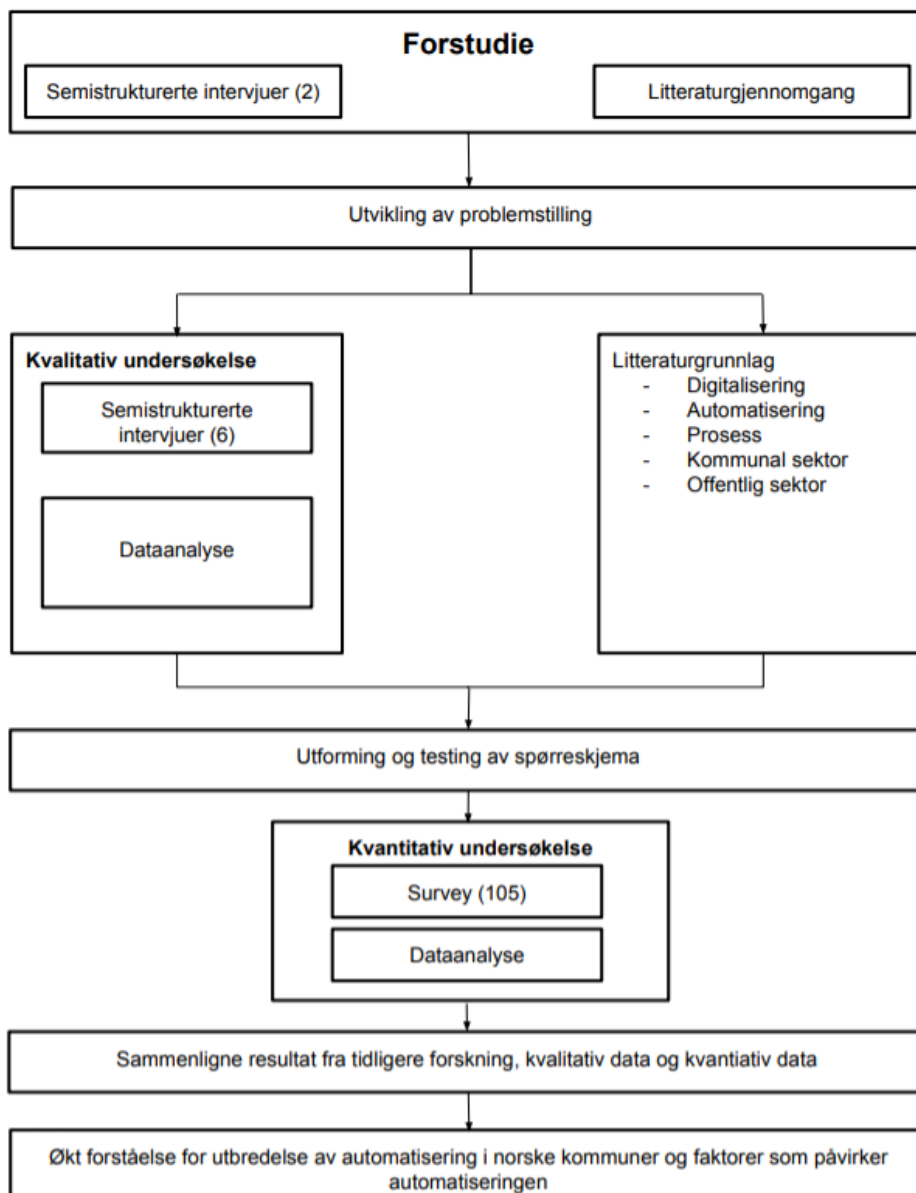 Forstudie
Semistrukturerte intervjuer (2)
Litteraturgjennomgang
Utvikling av problemstilling
Kvalitativ undersøkelse
Semistrukturerte
intervjuer (6)
Dataanalyse
Litteraturgrunnlag
- Digitalisering
- Automatisering
- Prosess
- Kommunal sektor
- Offentlig sektor
Utforming og testing av spørreskjema
Kvantitativ undersøkelse
Survey (105)
Dataanalyse
Sammenligne resultat fra tidligere forskning, kvalitativ data og kvantiativ data
Økt forståelse for utbredelse av automatisering i norske kommuner og faktorer som påvirker
automatiseringen